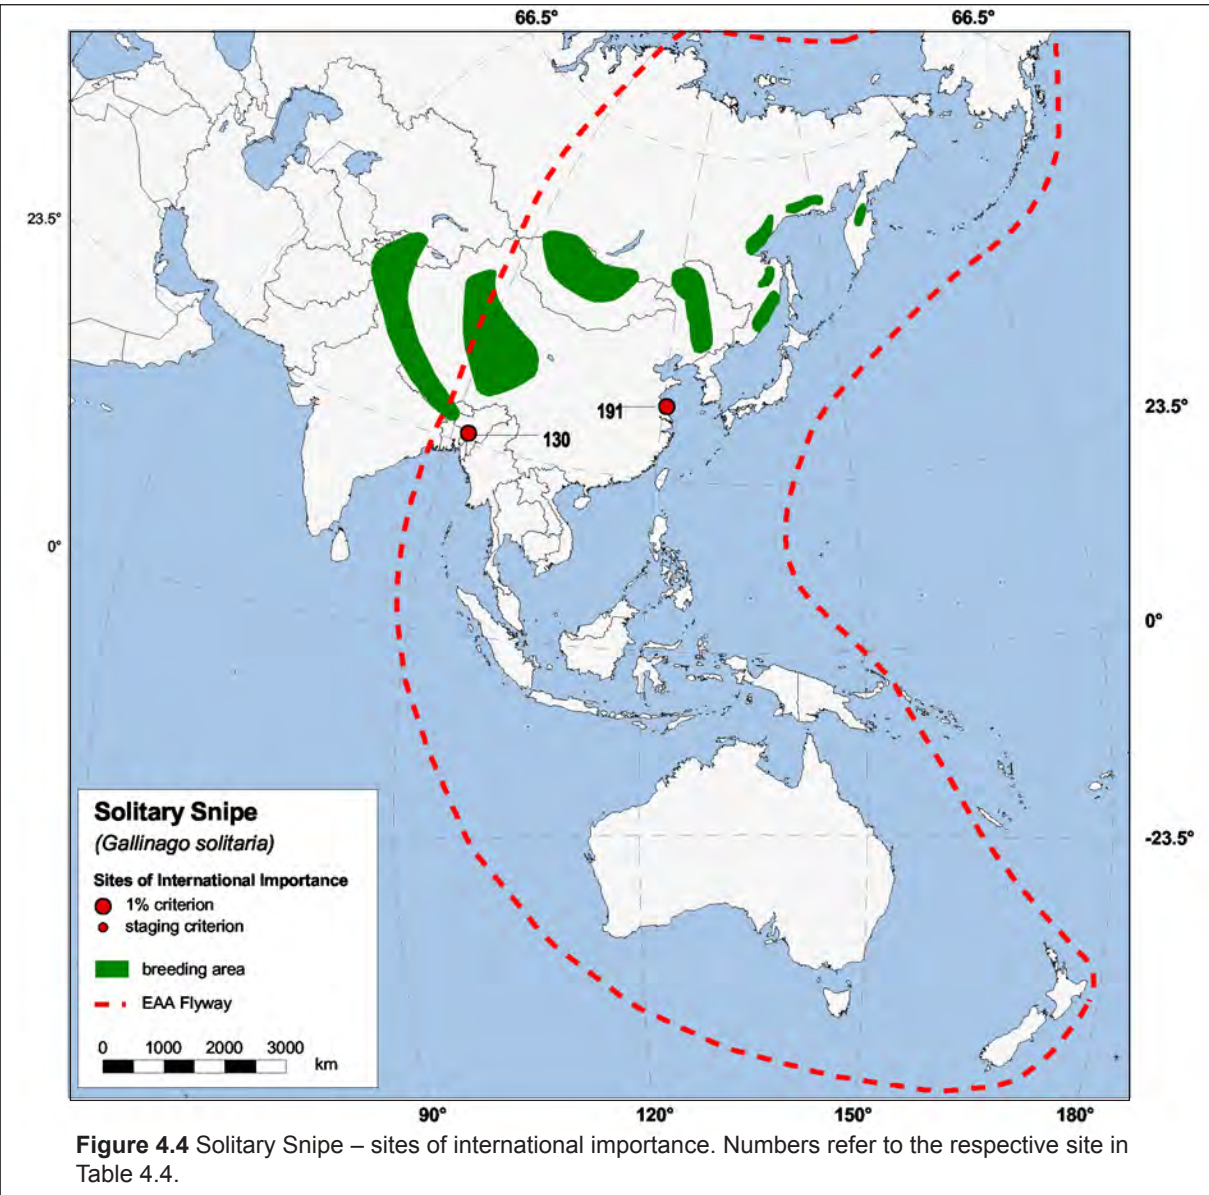 66.5° 66.5°
23.5°
191
23.5°
130
0°
0°
Solitary Snipe
(Gallinago solitaria)
-23.5°
Sites of International Importance
1% criterion
staging criterion
breeding area
EAA Flyway
0 1000 2000 3000
km
90° 120° 150° 180°
Figure 4.4 Solitary Snipe – sites of international importance. Numbers refer to the respective site in
Table 4.4.